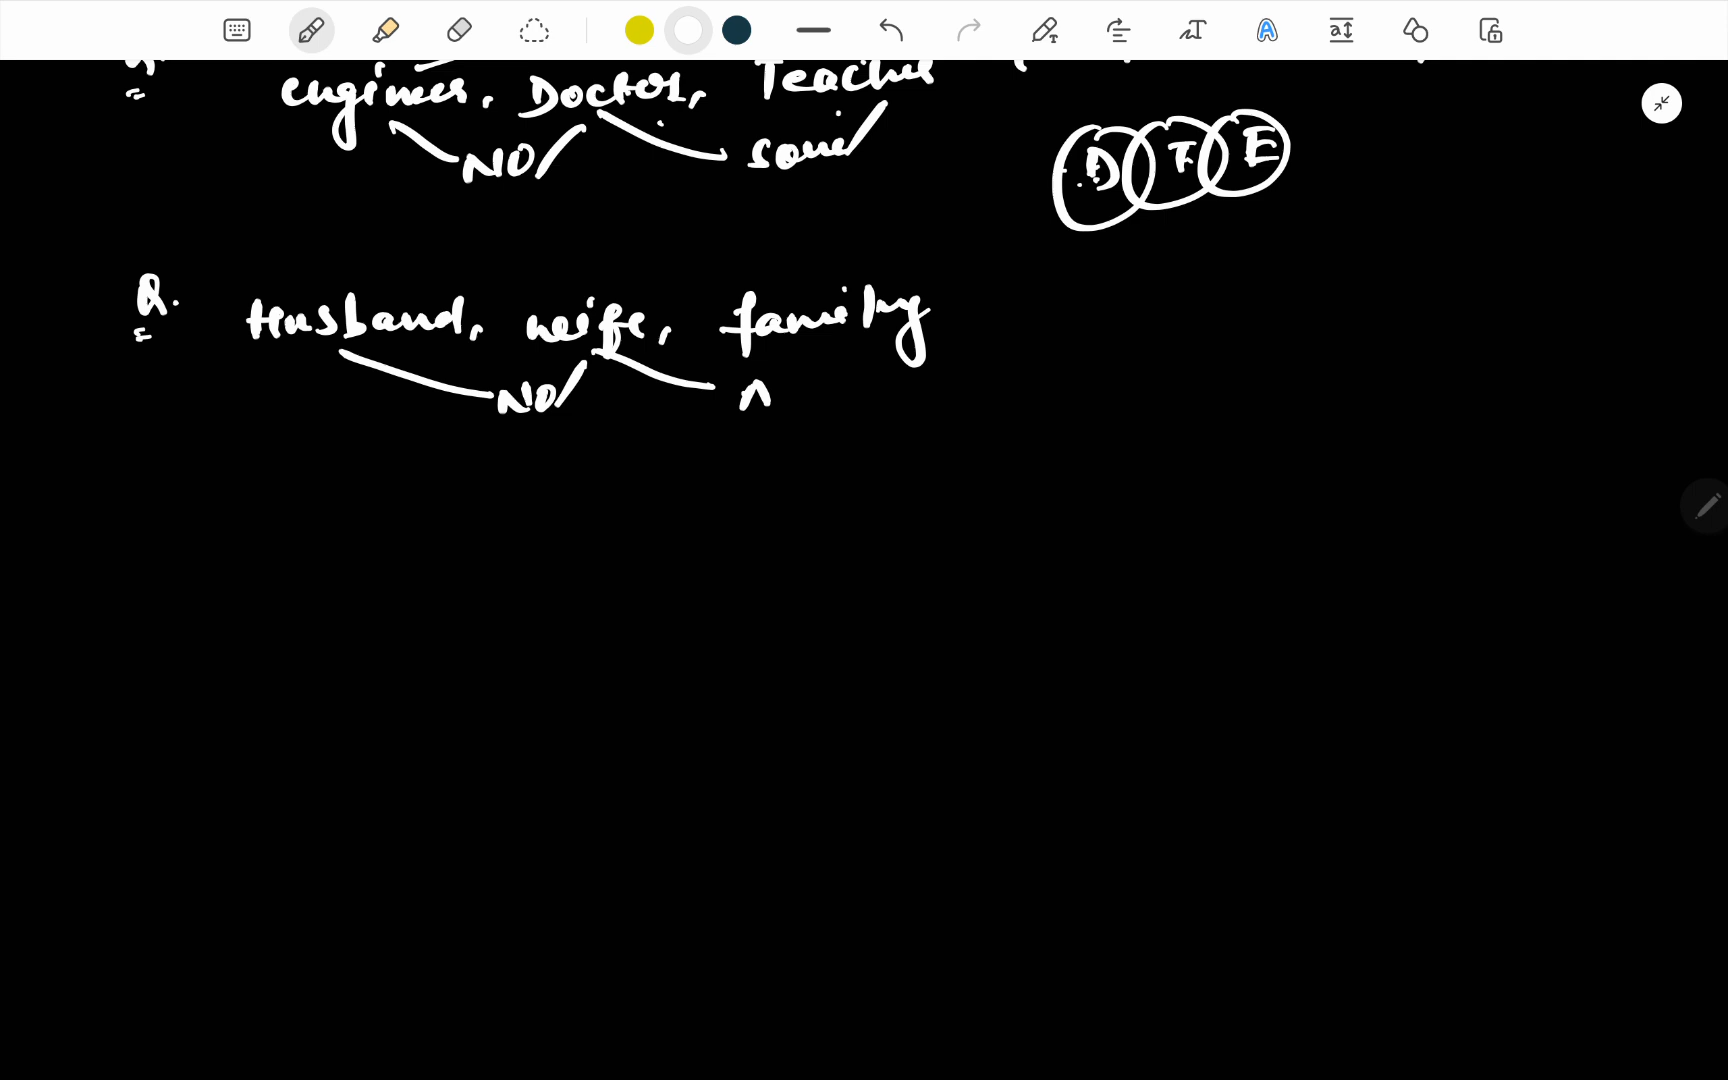 engineer, Doctor, Teacher
NO some
D T E
Q. Husband, wife, family
NO A